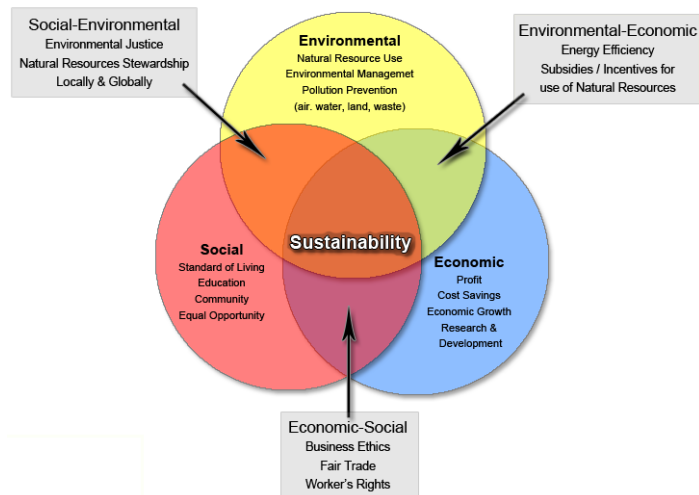 Social-Environmental
Environmental Justice
Natural Resources Stewardship
Locally & Globally
Environmental
Natural Resource Use
Environmental Managemet
Pollution Prevention
(air. water, land, waste)
Environmental-Economic
Energy Efficiency
Subsidies / Incentives for
use of Natural Resources
Sustainability
Social
Standard of Living
Education
Community
Equal Opportunity
Economic
Profit
Cost Savings
Economic Growth
Research &
Development
Economic-Social
Business Ethics
Fair Trade
Worker's Rights